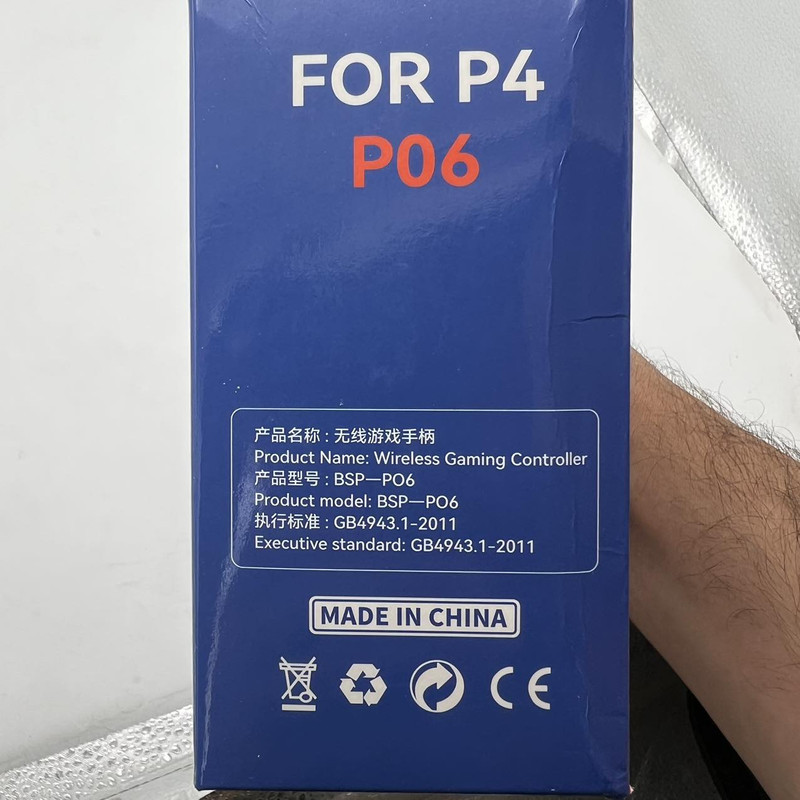 FOR P4
P06
产品名称：无线游戏手柄
Product Name: Wireless Gaming Controller
产品型号：BSP—PO6
Product model: BSP—PO6
执行标准：GB4943.1-2011
Executive standard: GB4943.1-2011
MADE IN CHINA
CE